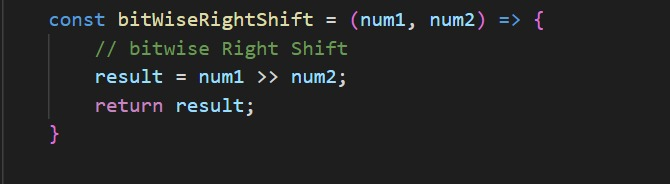 const bitWiseRightShift = (num1, num2) => {
    // bitwise Right Shift
    result = num1 >> num2;
    return result;
}